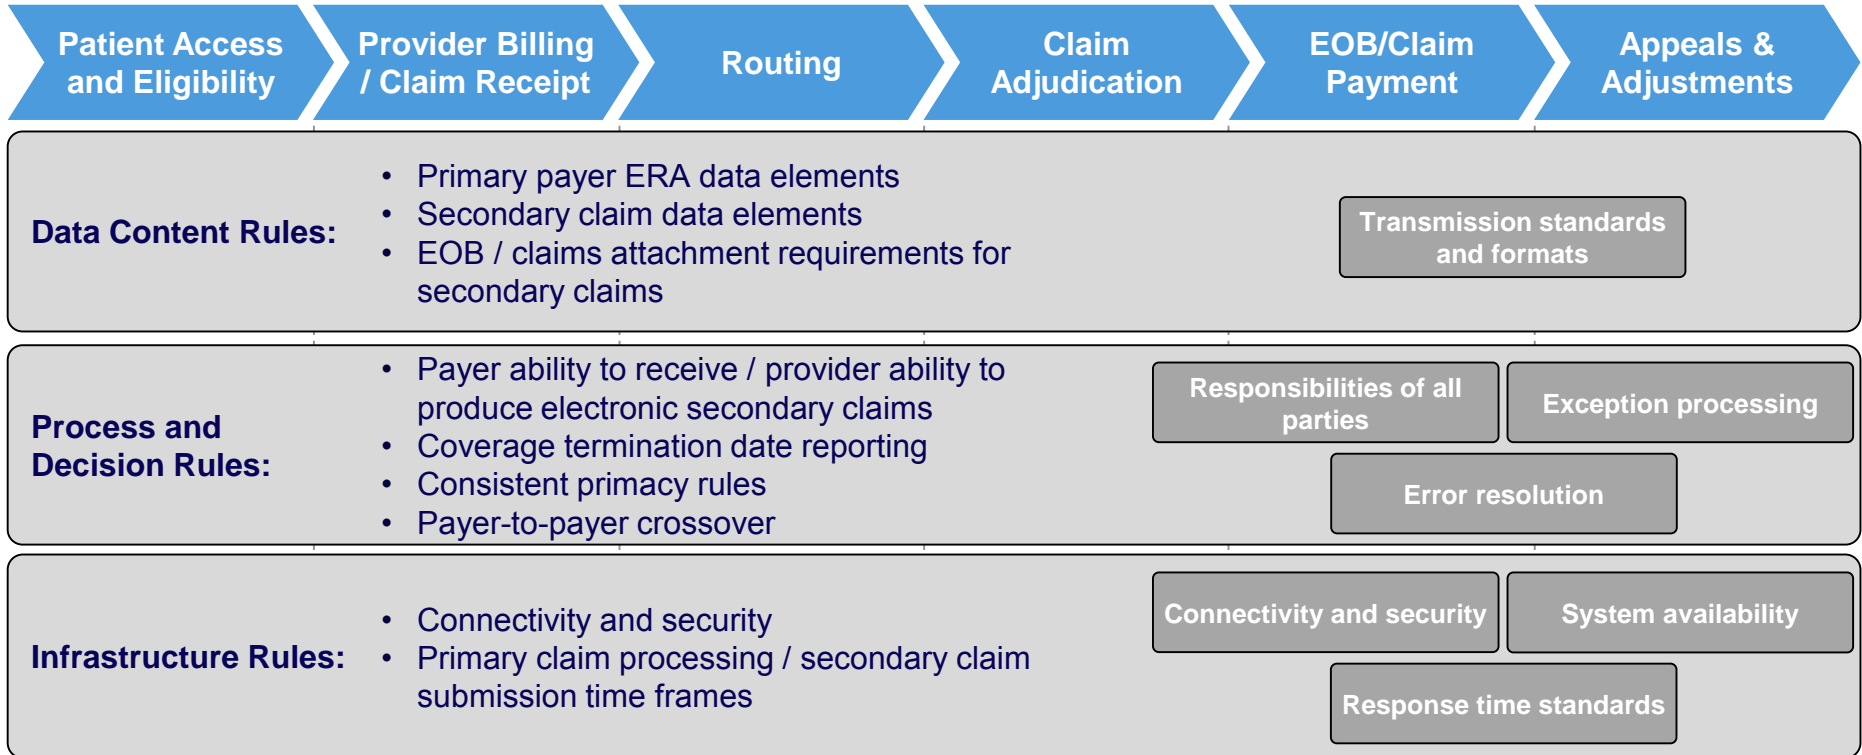 Patient Access
and Eligibility
Provider Billing
/ Claim Receipt
Routing
Claim
Adjudication
EOB/Claim
Payment
Appeals &
Adjustments
Data Content Rules:
• Primary payer ERA data elements
• Secondary claim data elements
• EOB / claims attachment requirements for
secondary claims
Transmission standards
and formats
Process and
Decision Rules:
• Payer ability to receive / provider ability to
produce electronic secondary claims
• Coverage termination date reporting
• Consistent primacy rules
• Payer-to-payer crossover
Responsibilities of all
parties
Exception processing
Error resolution
Infrastructure Rules:
• Connectivity and security
• Primary claim processing / secondary claim
submission time frames
Connectivity and security
System availability
Response time standards